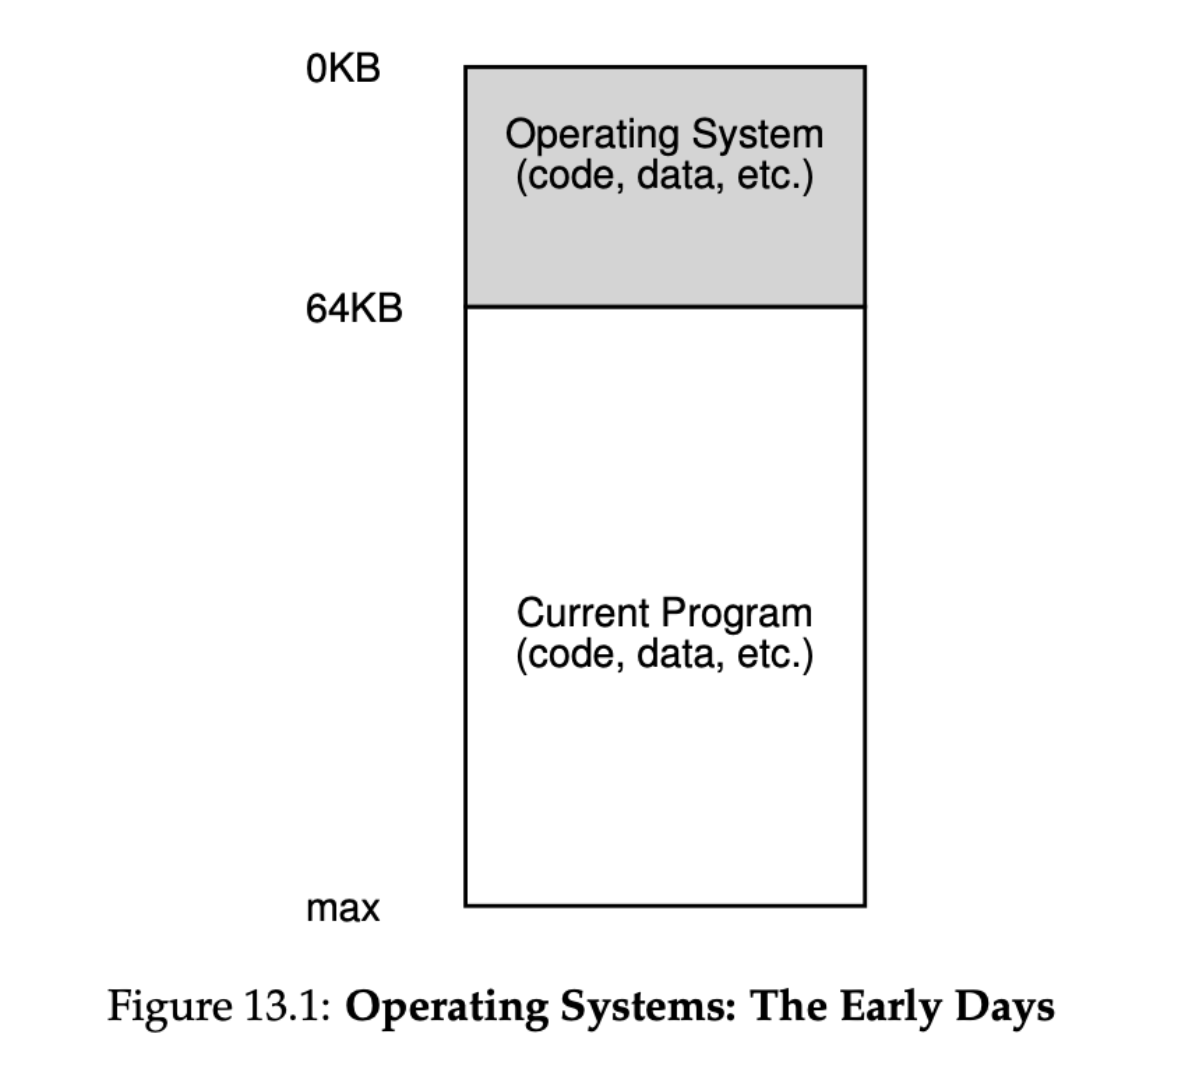 0KB
Operating System
(code, data, etc.)
64KB
Current Program
(code, data, etc.)
max
Figure 13.1: Operating Systems: The Early Days